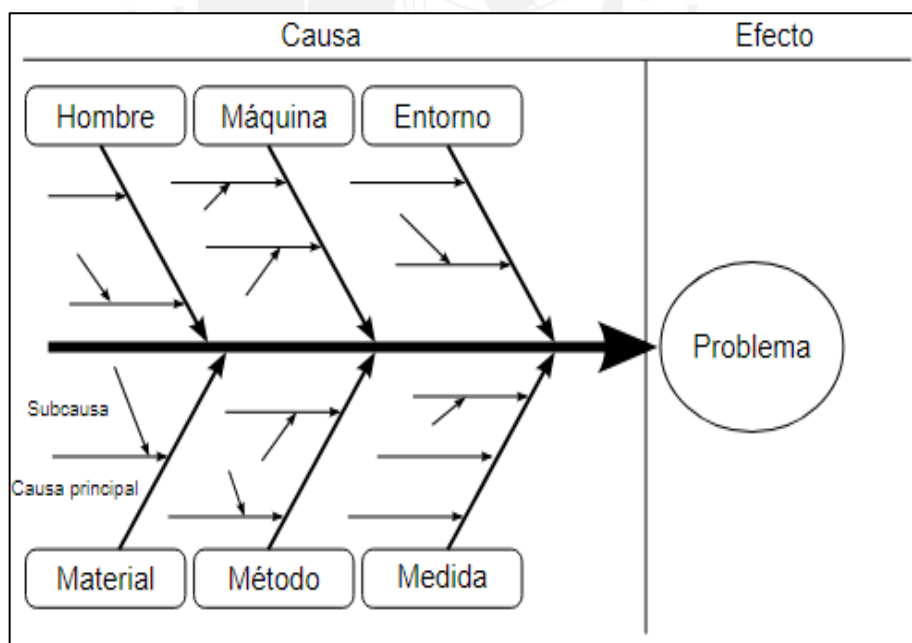 Causa
Efecto
Hombre
Máquina
Entorno
Problema
Subcausa
Causa principal
Material
Método
Medida